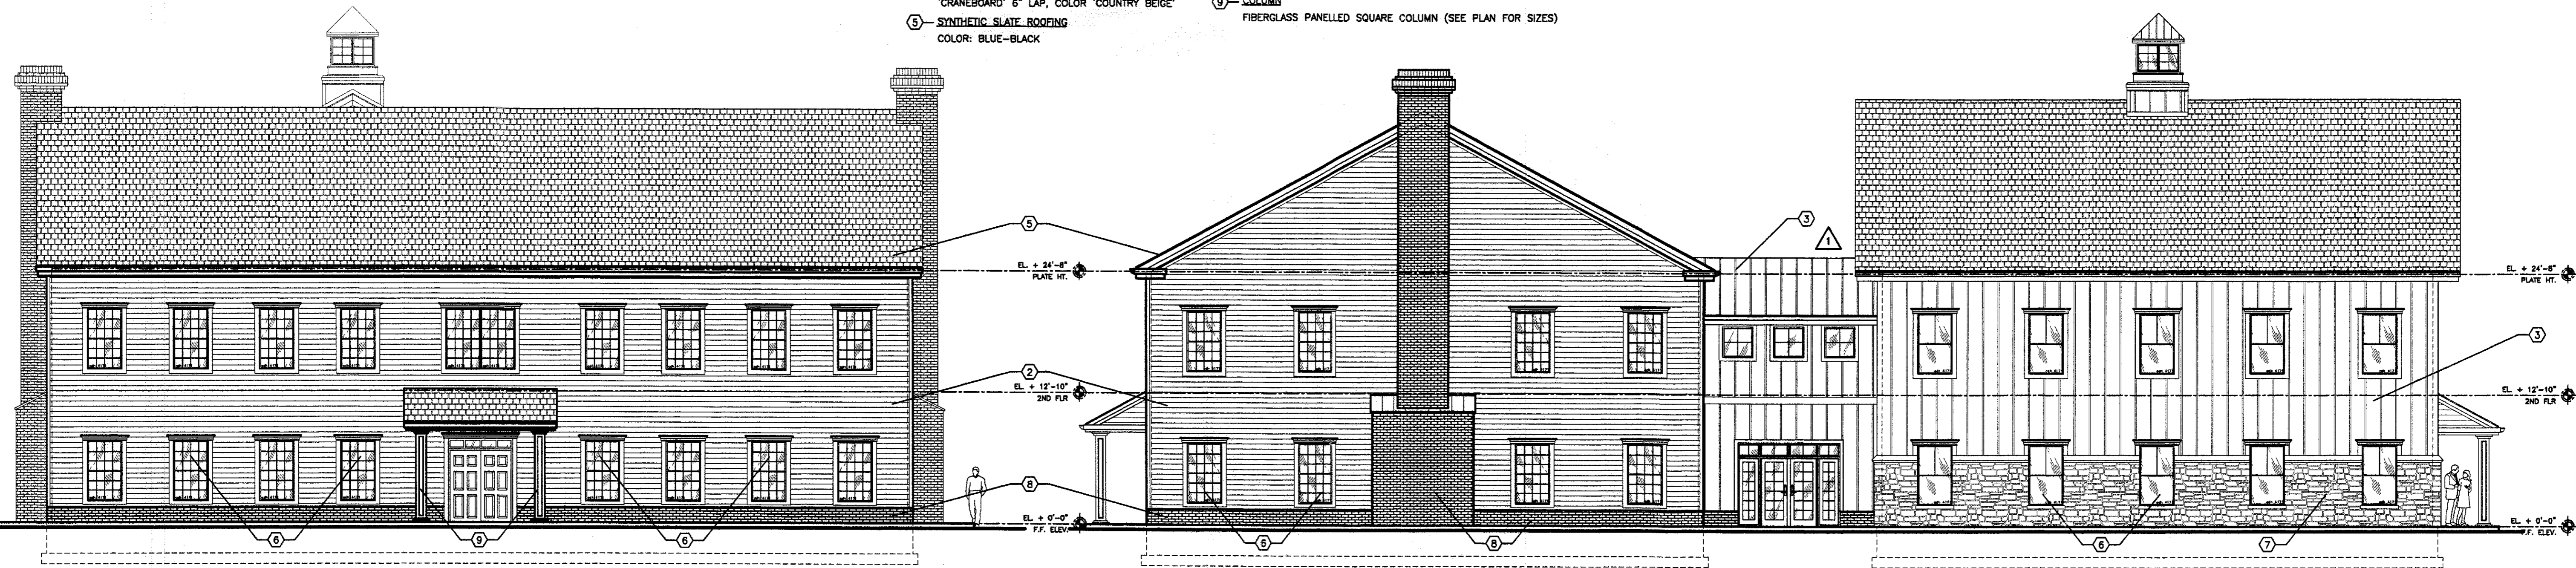 'CRANEBOARD' 6" LAP, COLOR 'COUNTRY BEIGE'
5 SYNTHETIC SLATE ROOFING
COLOR: BLUE-BLACK
9 COLUMN
FIBERGLASS PANELLED SQUARE COLUMN (SEE PLAN FOR SIZES)
5
3
1
EL. + 24'-8"
PLATE HT.
EL. + 24'-8"
PLATE HT.
3
2
EL. + 12'-10"
2ND FLR
EL. + 12'-10"
2ND FLR
8
EL. + 0'-0"
F.F. ELEV.
EL. + 0'-0"
F.F. ELEV.
6
9
6
6
8
6
7